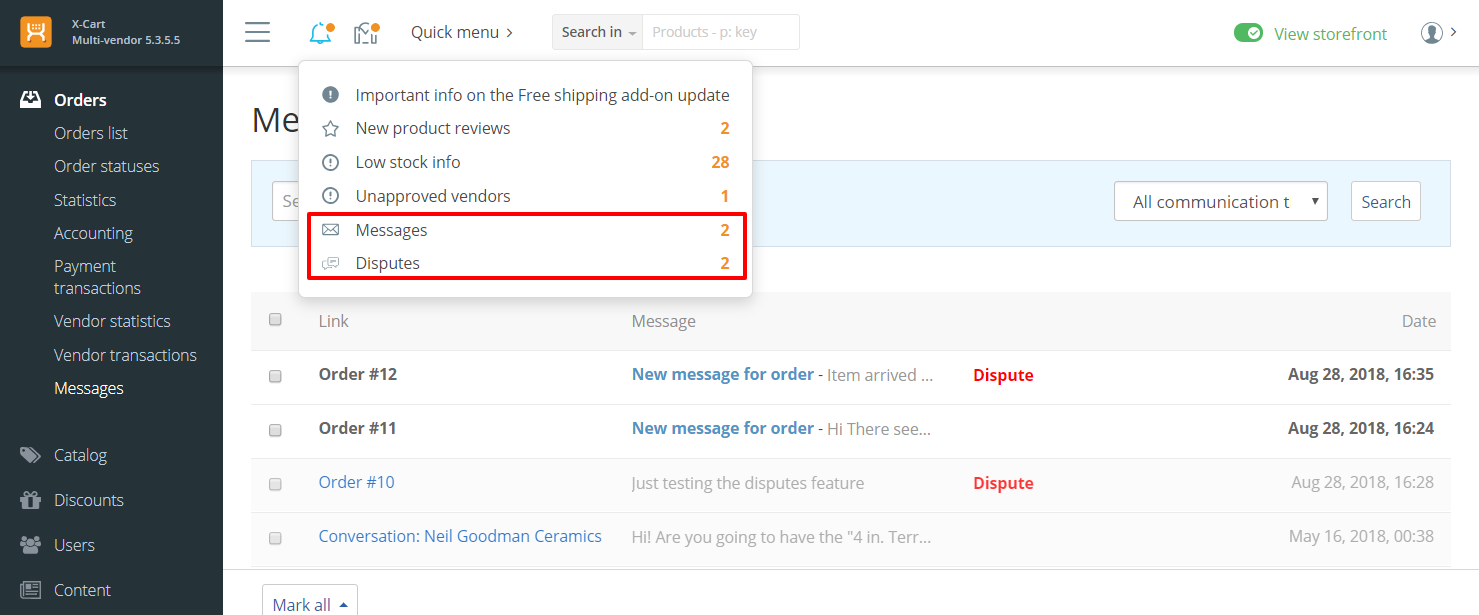 X-Cart
Multi-vendor 5.3.5.5
Quick menu
Search in
Products - p: key
View storefront
Orders
Orders list
Order statuses
Statistics
Accounting
Payment
transactions
Vendor statistics
Vendor transactions
Messages
Catalog
Discounts
Users
Content
Important info on the Free shipping add-on update
New product reviews 2
Low stock info 28
Unapproved vendors 1
Messages 2
Disputes 2
Me
Se
All communication t
Search
Link Message Date
Order #12 New message for order - Item arrived ... Dispute Aug 28, 2018, 16:35
Order #11 New message for order - Hi There see... Aug 28, 2018, 16:24
Order #10 Just testing the disputes feature Dispute Aug 28, 2018, 16:28
Conversation: Neil Goodman Ceramics Hi! Are you going to have the "4 in. Terr... May 16, 2018, 00:38
Mark all